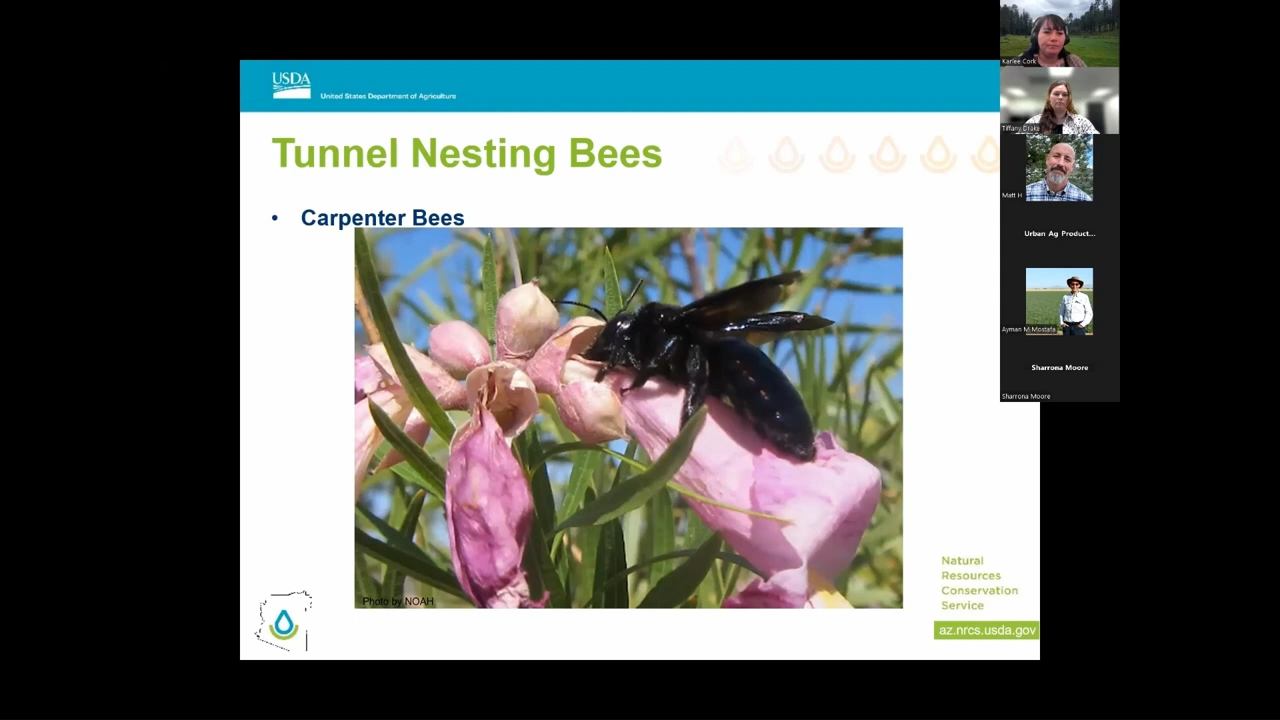 USDA
United States Department of Agriculture
Tunnel Nesting Bees
• Carpenter Bees
Photo by NOAH
Natural
Resources
Conservation
Service
az.nrcs.usda.gov
Karlee Cork
Tiffany Drake
Matt H
Urban Ag Product...
Ayman M Mostafa
Sharrona Moore
Sharrona Moore